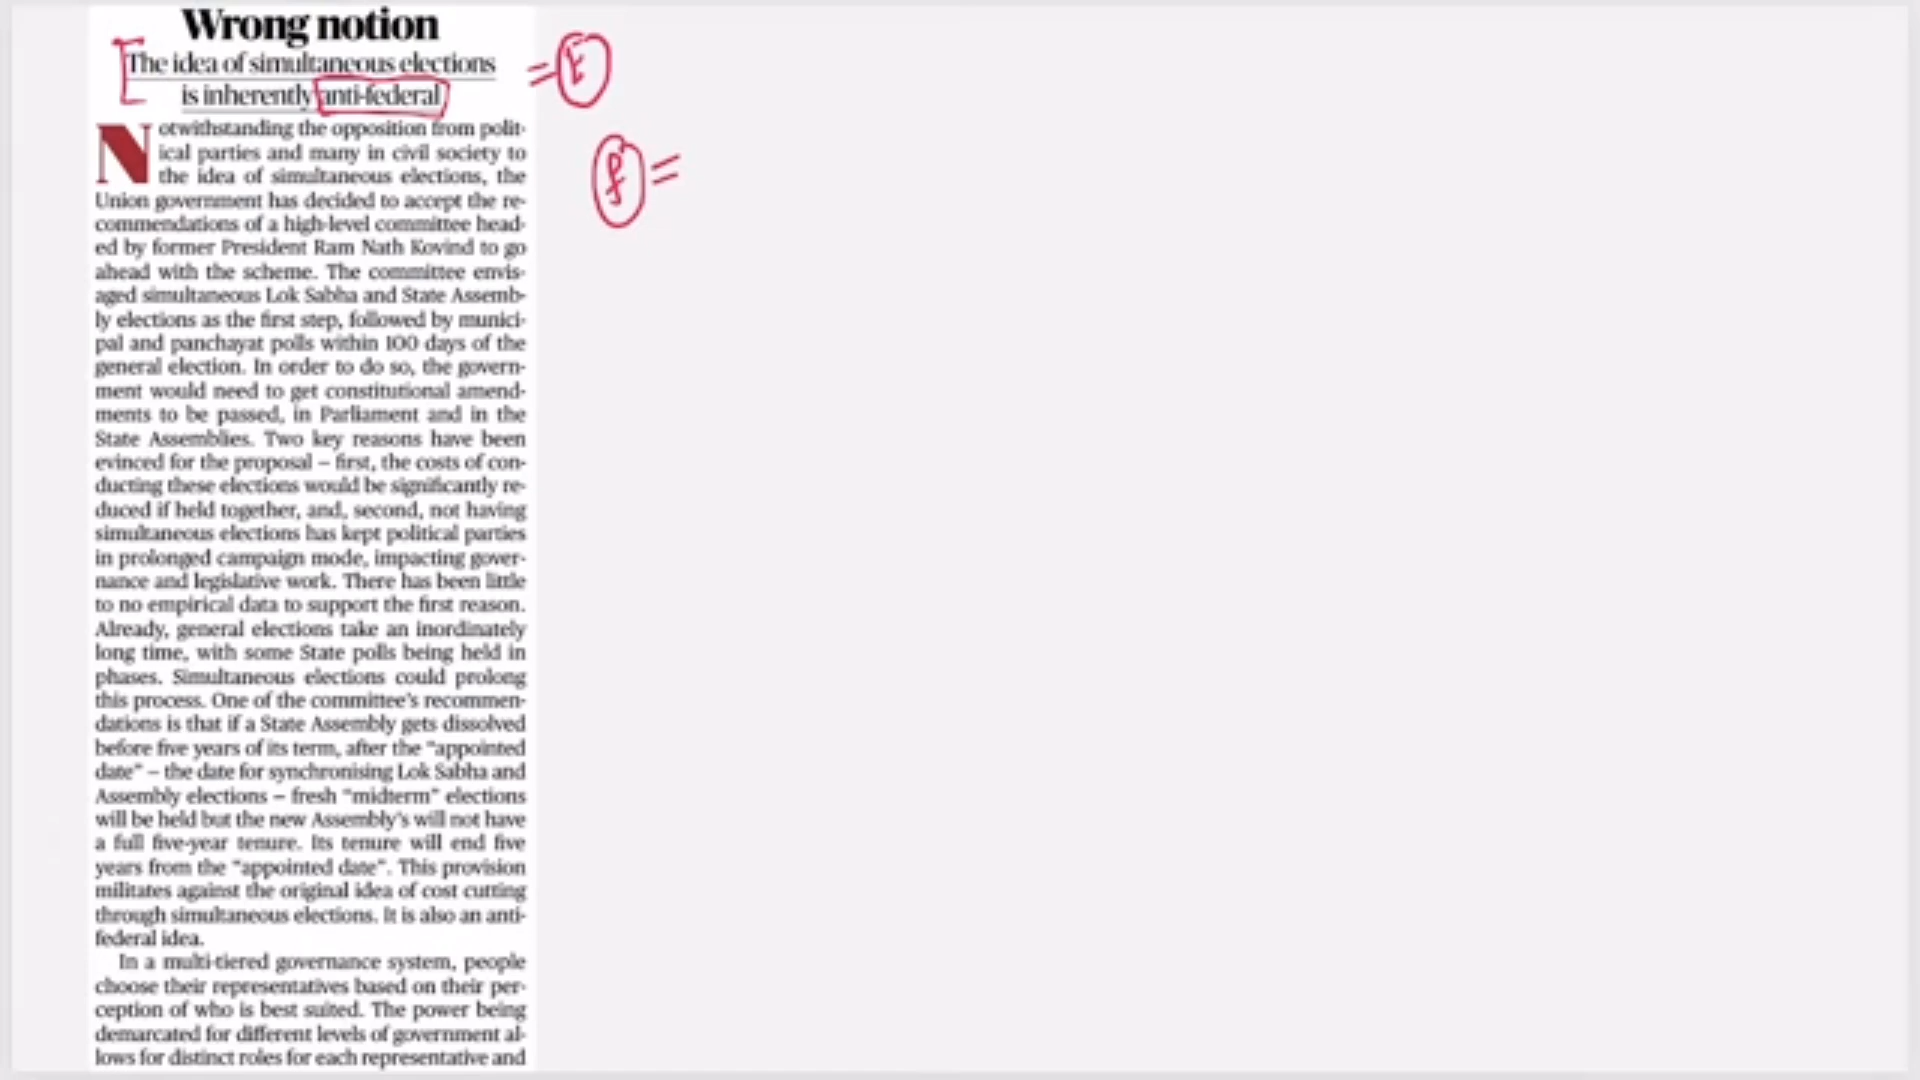 Wrong notion
The idea of simultaneous elections
is inherently anti-federal
= E
f =
Notwithstanding the opposition from polit-
ical parties and many in civil society to
the idea of simultaneous elections, the
Union government has decided to accept the re-
commendations of a high-level committee head-
ed by former President Ram Nath Kovind to go
ahead with the scheme. The committee envis-
aged simultaneous Lok Sabha and State Assemb-
ly elections as the first step, followed by munici-
pal and panchayat polls within 100 days of the
general election. In order to do so, the govern-
ment would need to get constitutional amend-
ments to be passed, in Parliament and in the
State Assemblies. Two key reasons have been
evinced for the proposal – first, the costs of con-
ducting these elections would be significantly re-
duced if held together, and, second, not having
simultaneous elections has kept political parties
in prolonged campaign mode, impacting gover-
nance and legislative work. There has been little
to no empirical data to support the first reason.
Already, general elections take an inordinately
long time, with some State polls being held in
phases. Simultaneous elections could prolong
this process. One of the committee's recommen-
dations is that if a State Assembly gets dissolved
before five years of its term, after the "appointed
date" – the date for synchronising Lok Sabha and
Assembly elections – fresh "midterm" elections
will be held but the new Assembly's will not have
a full five-year tenure. Its tenure will end five
years from the "appointed date". This provision
militates against the original idea of cost cutting
through simultaneous elections. It is also an anti-
federal idea.
In a multi-tiered governance system, people
choose their representatives based on their per-
ception of who is best suited. The power being
demarcated for different levels of government al-
lows for distinct roles for each representative and